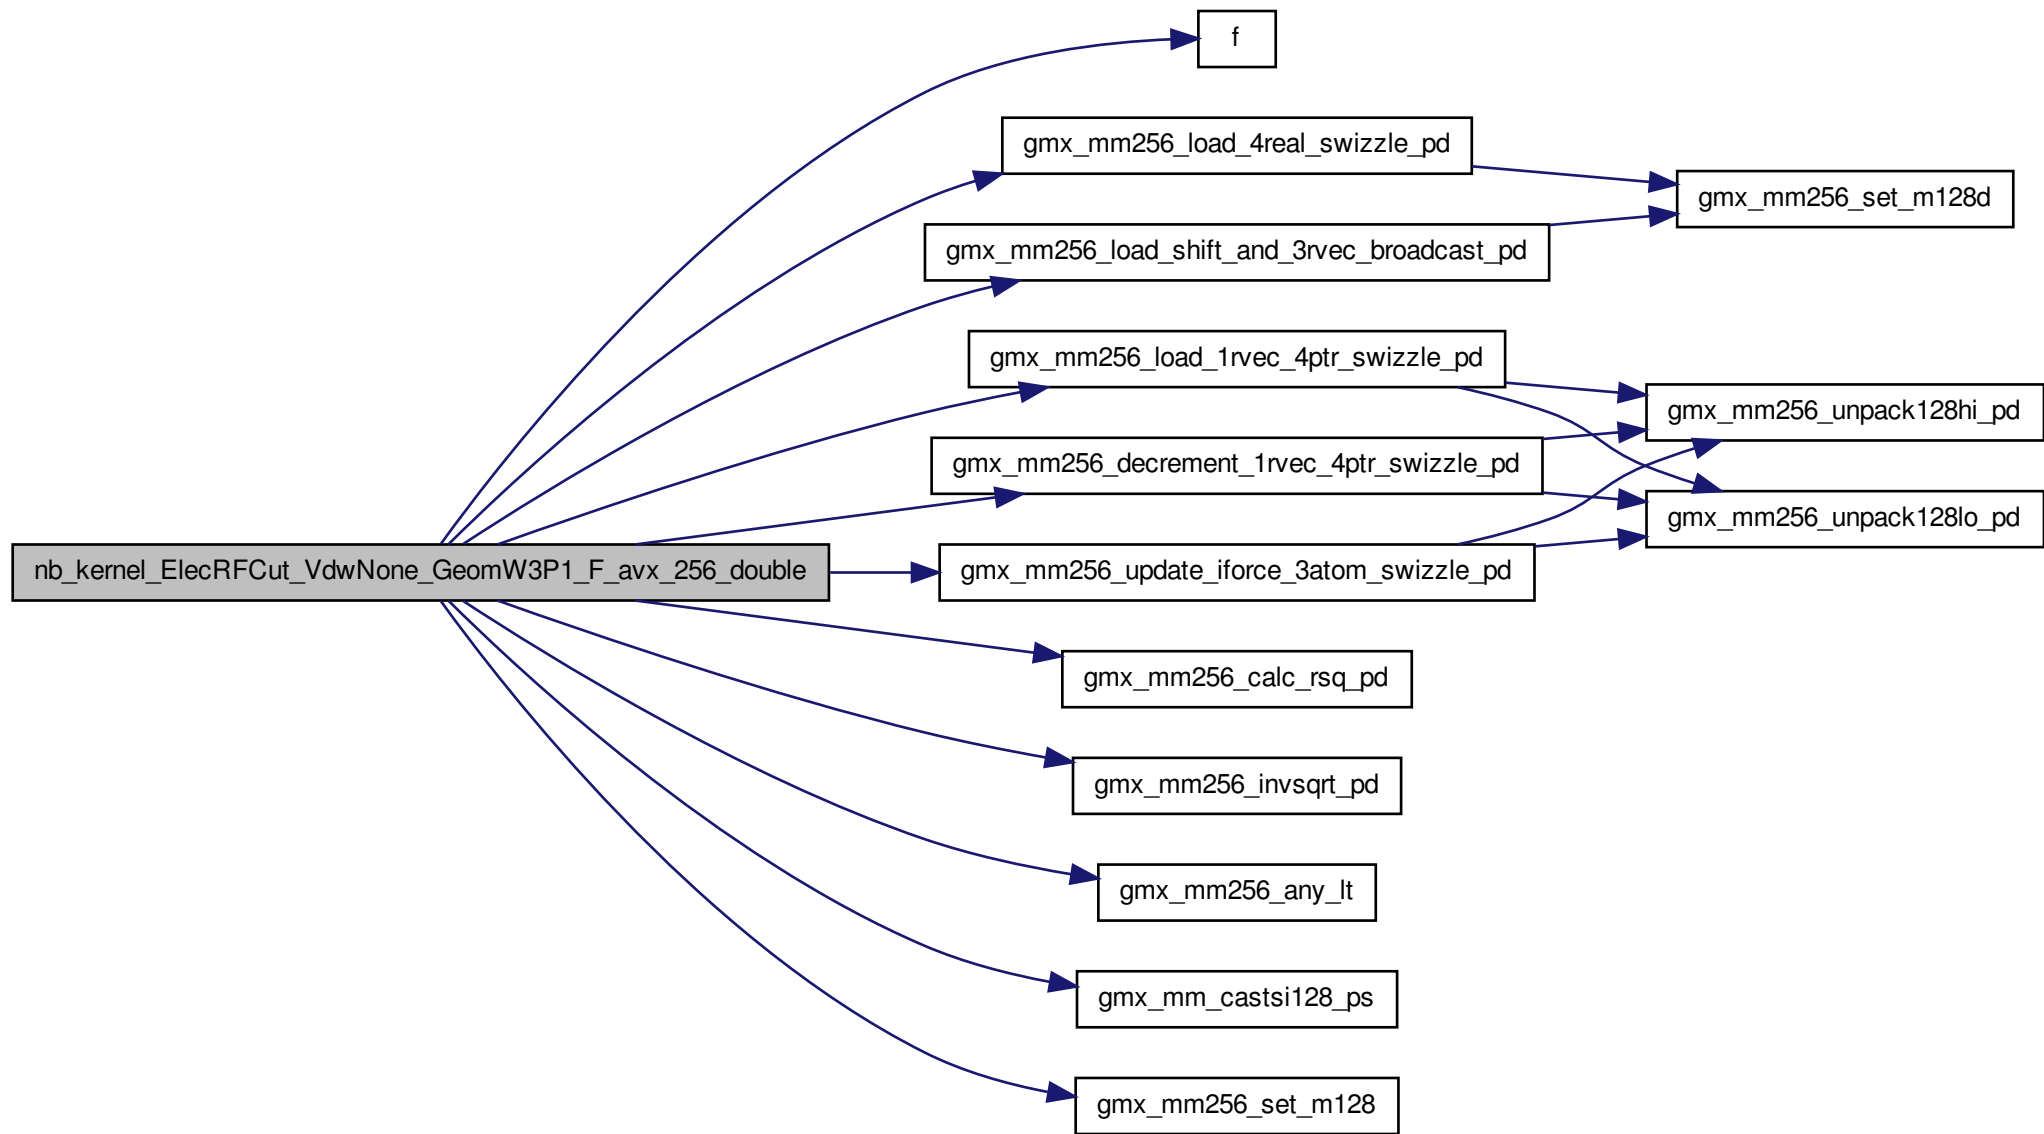 f
gmx_mm256_load_4real_swizzle_pd
gmx_mm256_set_m128d
gmx_mm256_load_shift_and_3rvec_broadcast_pd
gmx_mm256_load_1rvec_4ptr_swizzle_pd
gmx_mm256_unpack128hi_pd
gmx_mm256_decrement_1rvec_4ptr_swizzle_pd
gmx_mm256_unpack128lo_pd
nb_kernel_ElecRFCut_VdwNone_GeomW3P1_F_avx_256_double
gmx_mm256_update_iforce_3atom_swizzle_pd
gmx_mm256_calc_rsq_pd
gmx_mm256_invsqrt_pd
gmx_mm256_any_lt
gmx_mm_castsi128_ps
gmx_mm256_set_m128